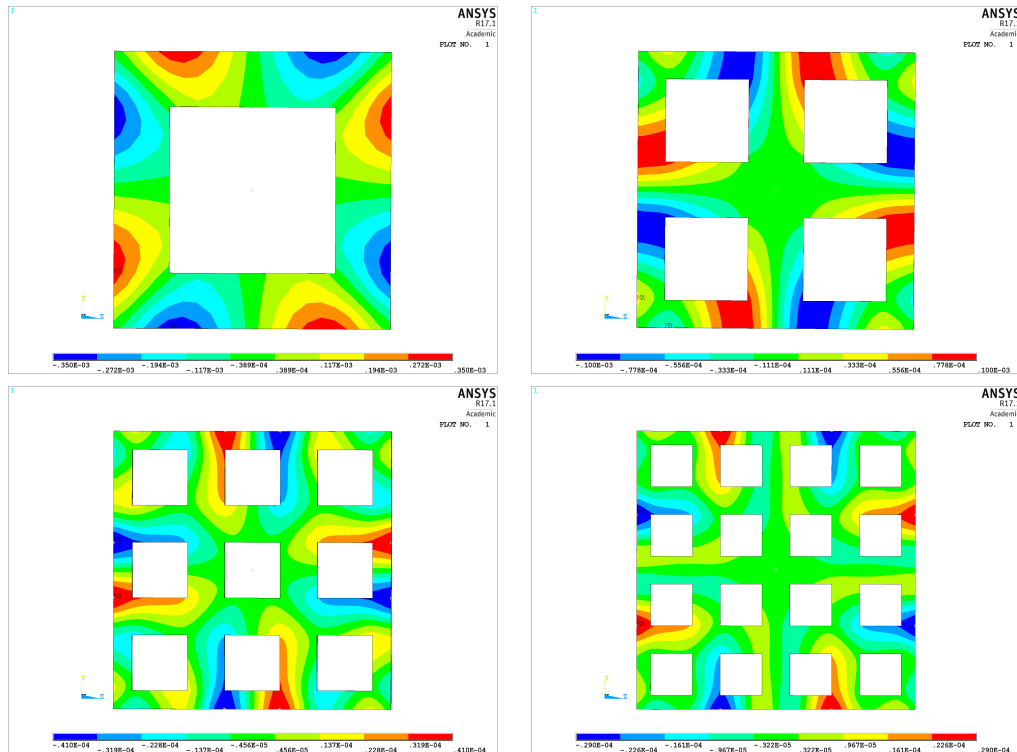 1
ANSYS
R17.1
Academic
PLOT NO. 1
Y
Z
-.350E-03
-.272E-03
-.194E-03
-.117E-03
-.389E-04
.389E-04
.117E-03
.194E-03
.272E-03
.350E-03
1
ANSYS
R17.
Academi
PLOT NO. 1
Y
Z
-.100E-03
-.778E-04
-.556E-04
-.333E-04
-.111E-04
.111E-04
.333E-04
.556E-04
.778E-04
.100E-03
1
ANSYS
R17.1
Academic
PLOT NO. 1
Y
Z
-.410E-04
-.319E-04
-.228E-04
-.137E-04
-.456E-05
.456E-05
.137E-04
.228E-04
.319E-04
.410E-04
1
ANSYS
R17.
Academi
PLOT NO. 1
Y
Z
-.290E-04
-.226E-04
-.161E-04
-.967E-05
-.322E-05
.322E-05
.967E-05
.161E-04
.226E-04
.290E-04